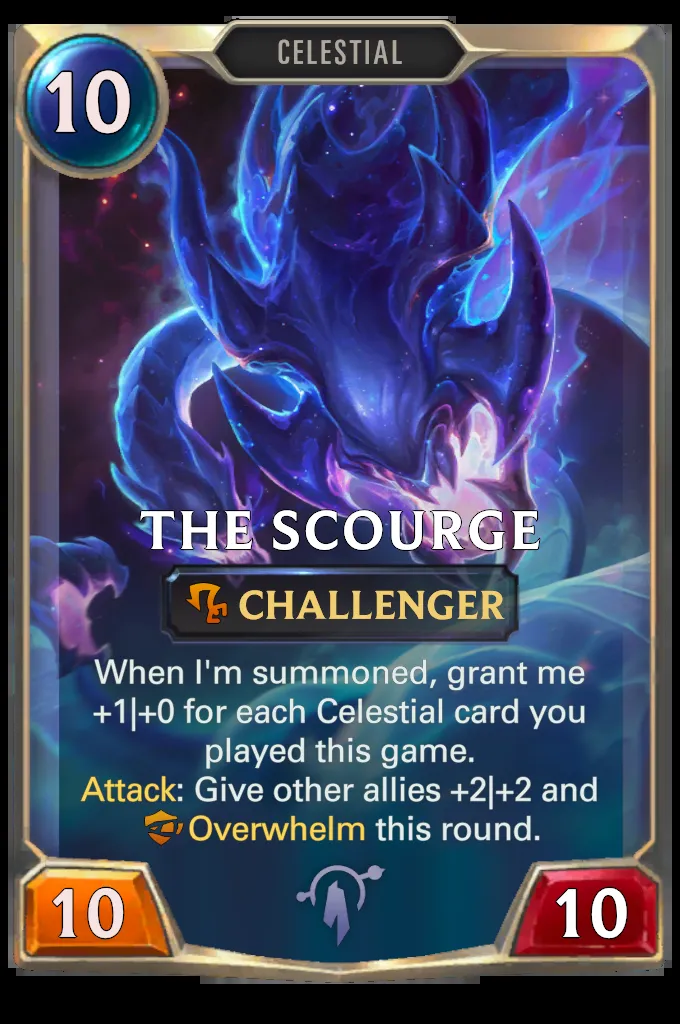 CELESTIAL
10
THE SCOURGE
CHALLENGER
When I'm summoned, grant me
+1|+0 for each Celestial card you
played this game.
Attack: Give other allies +2|+2 and
Overwhelm this round.
10
10